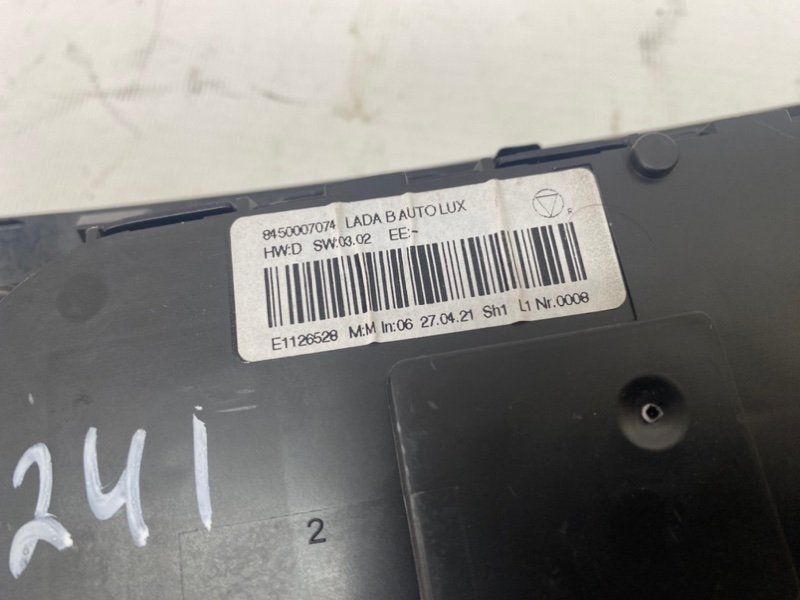 8450007074 LADA B AUTO LUX
HW:D SW:03.02 EE:-
R
E1126528 M:M In:06 27.04.21 Sh1 L1 Nr.0008
241
2